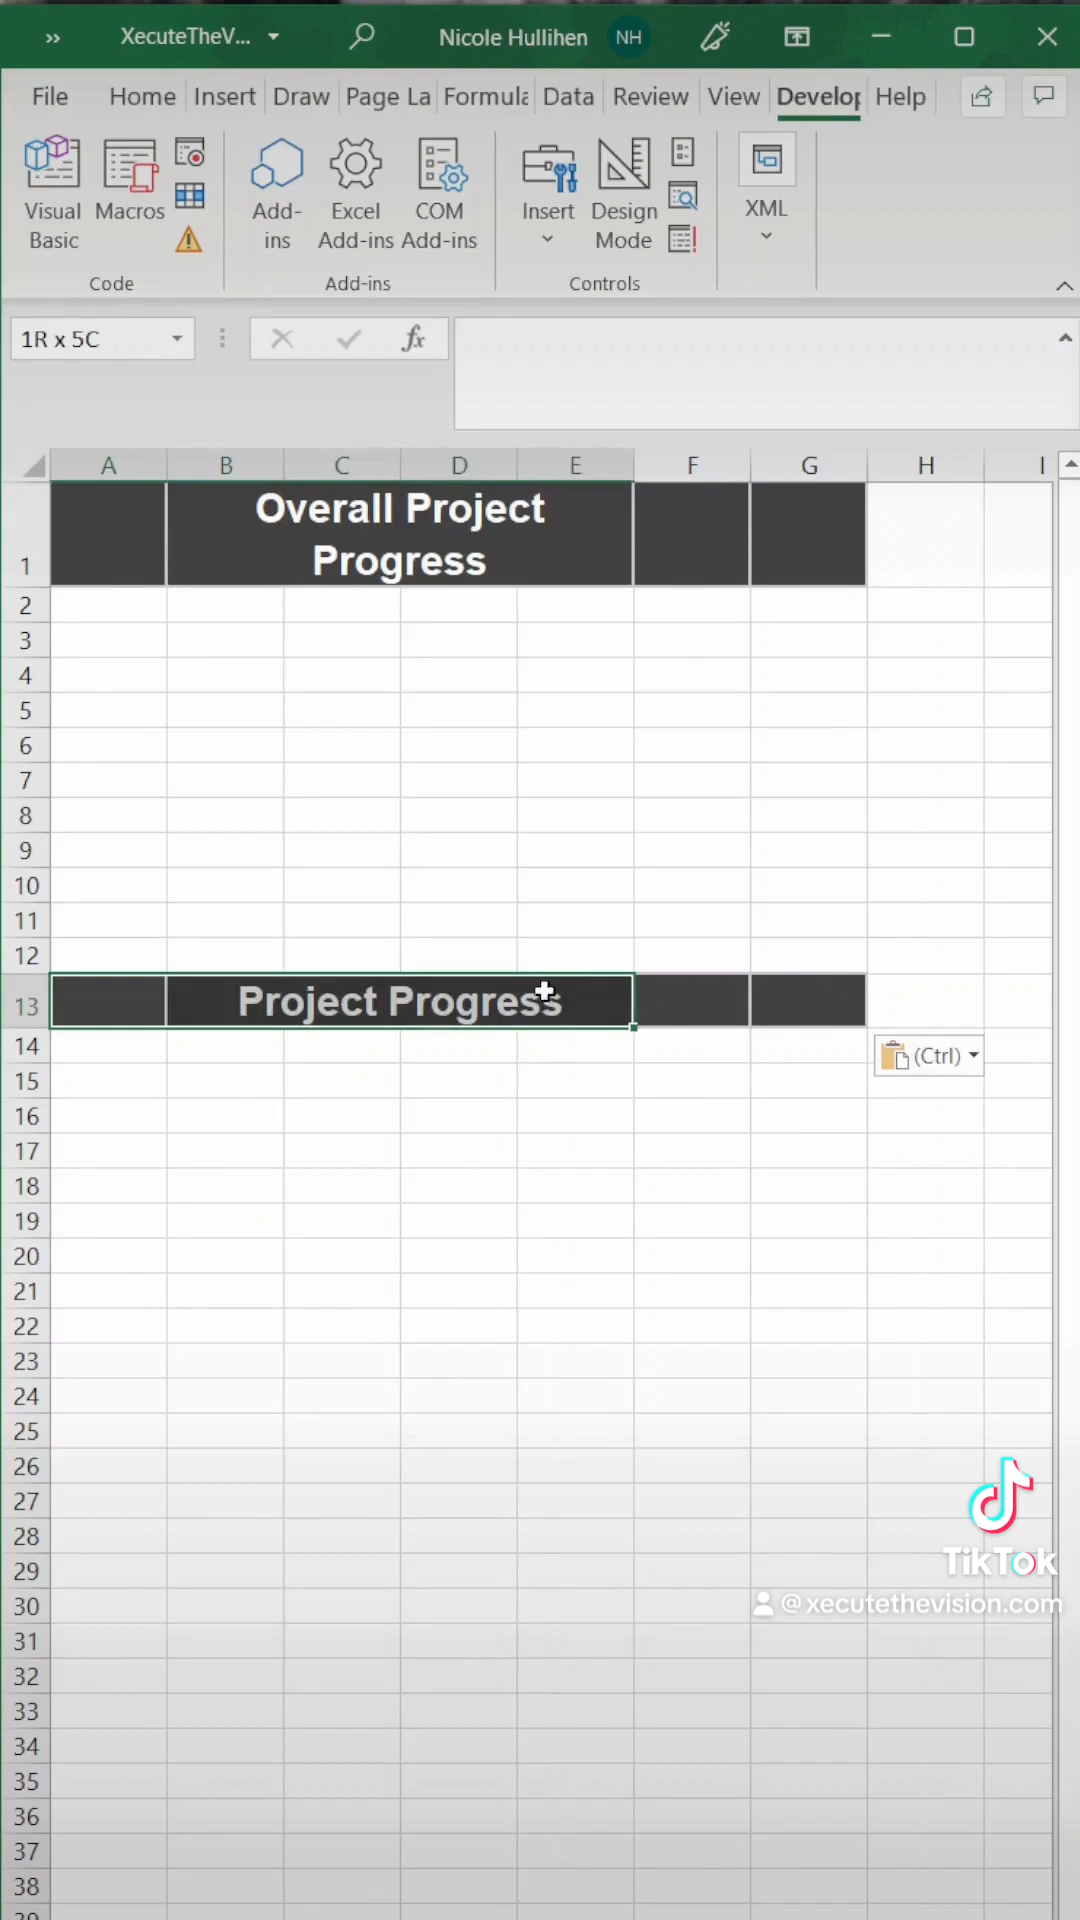 XecuteTheV...
Nicole Hullihen
NH
File Home Insert Draw Page La Formula Data Review View Develop Help
Visual Basic
Macros
Add-ins
Excel Add-ins
COM Add-ins
Insert
Design Mode
XML
Code
Add-ins
Controls
1R x 5C
fx
A B C D E F G H I
Overall Project
Progress
1
2
3
4
5
6
7
8
9
10
11
12
13 Project Progress
14
(Ctrl)
15
16
17
18
19
20
21
22
23
24
25
26
27
28
29
30
TikTok
@xecutethevision.com
31
32
33
34
35
36
37
38
39